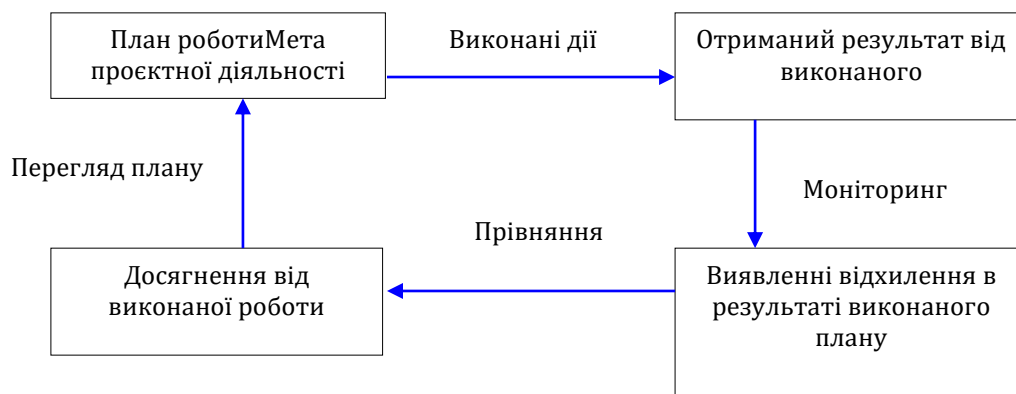 План роботиМета
проєктної діяльності
Виконані дії
Отриманий результат від
виконаного
Перегляд плану
Моніторинг
Прівняння
Досягнення від
виконаної роботи
Виявленні відхилення в
результаті виконаного
плану